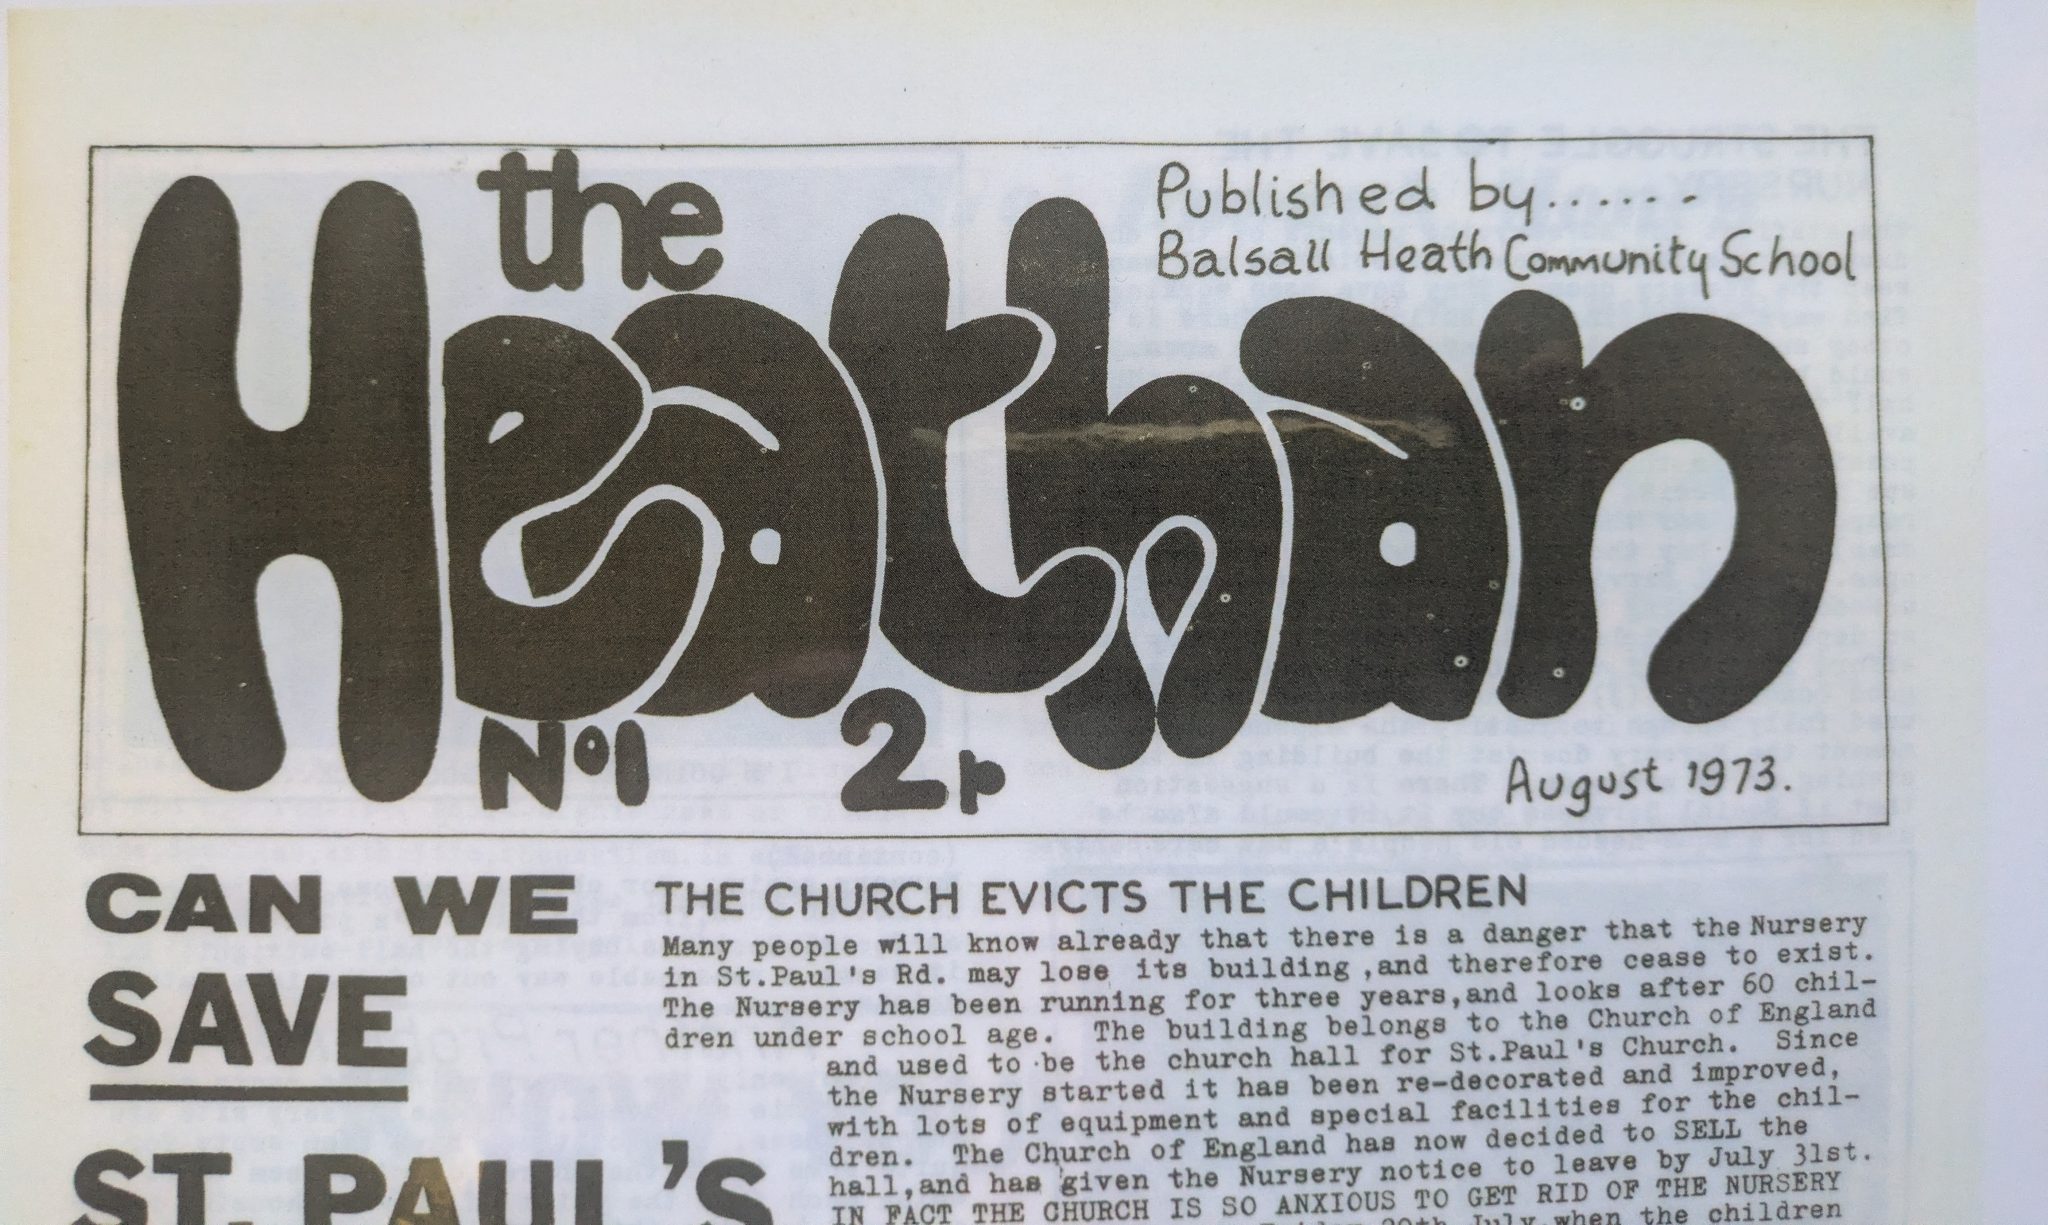 the
Heathan
Published by......-
Balsall Heath Community School
Nº1
2p
August 1973.
CAN WE
SAVE
ST. PAUL'S
THE CHURCH EVICTS THE CHILDREN
Many people will know already that there is a danger that the Nursery
in St.Paul's Rd. may lose its building ,and therefore cease to exist.
The Nursery has been running for three years,and looks after 60 chil-
dren under school age. The building belongs to the Church of England
and used to be the church hall for St.Paul's Church. Since
the Nursery started it has been re-decorated and improved,
with lots of equipment and special facilities for the chil-
dren. The Church of England has now decided to SELL the
hall,and has given the Nursery notice to leave by July 31st.
IN FACT THE CHURCH IS SO ANXIOUS TO GET RID OF THE NURSERY
July,when the children